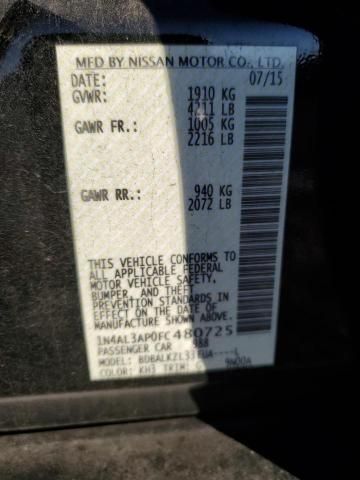 MFD BY NISSAN MOTOR CO., LTD.
DATE: 07/15
GVWR: 1910 KG
4211 LB
GAWR FR: 1005 KG
2216 LB
GAWR RR: 940 KG
2072 LB
THIS VEHICLE CONFORMS TO
ALL APPLICABLE FEDERAL
MOTOR VEHICLE SAFETY,
BUMPER, AND THEFT
PREVENTION STANDARDS
IN EFFECT ON THE DATE OF
MANUFACTURE SHOWN ABOVE.
1N4AL3AP0FC480725
PASSENGER CAR
MODEL:
COLOR: KH3 TRIM: